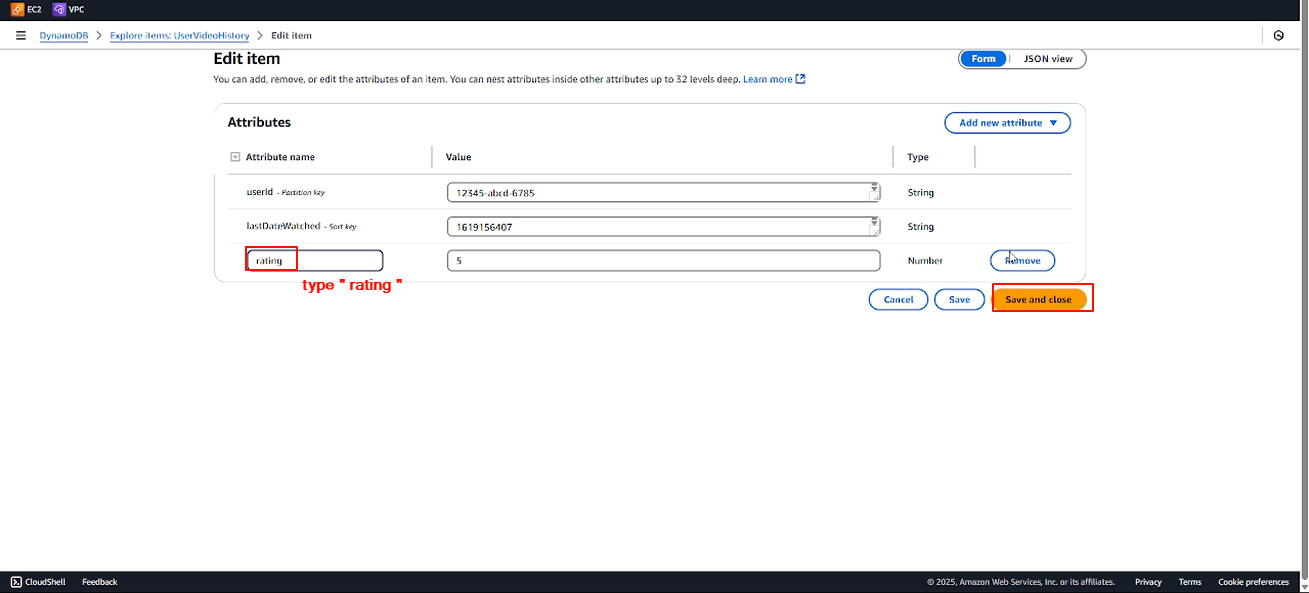 EC2 VPC
DynamoDB > Explore items: UserVideoHistory > Edit item
Edit item
Form | JSON view
You can add, remove, or edit the attributes of an item. You can nest attributes inside other attributes up to 32 levels deep. Learn more
Attributes
Add new attribute
Attribute name Value Type
userId - Partition key 12345-abcd-6785 String
lastDateWatched - Sort key 1619156407 String
rating 5 Number Remove
type " rating "
Cancel Save Save and close
CloudShell Feedback © 2025, Amazon Web Services, Inc. or its affiliates. Privacy Terms Cookie preferences